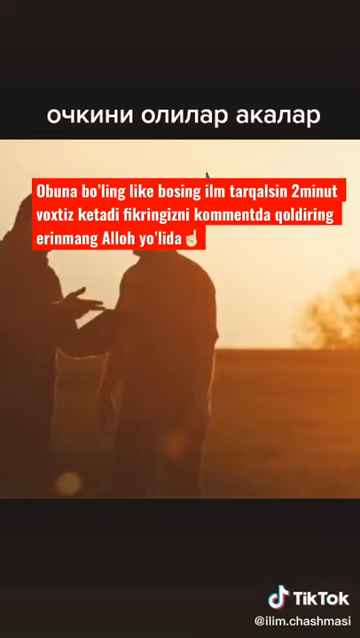 очкини олилар акалар
Obuna bo'ling like bosing ilm tarqalsin 2minut
voxtiz ketadi fikringizni kommentda qoldiring
erinmang Alloh yo'lida☝🏻
TikTok
@ilim.chashmasi